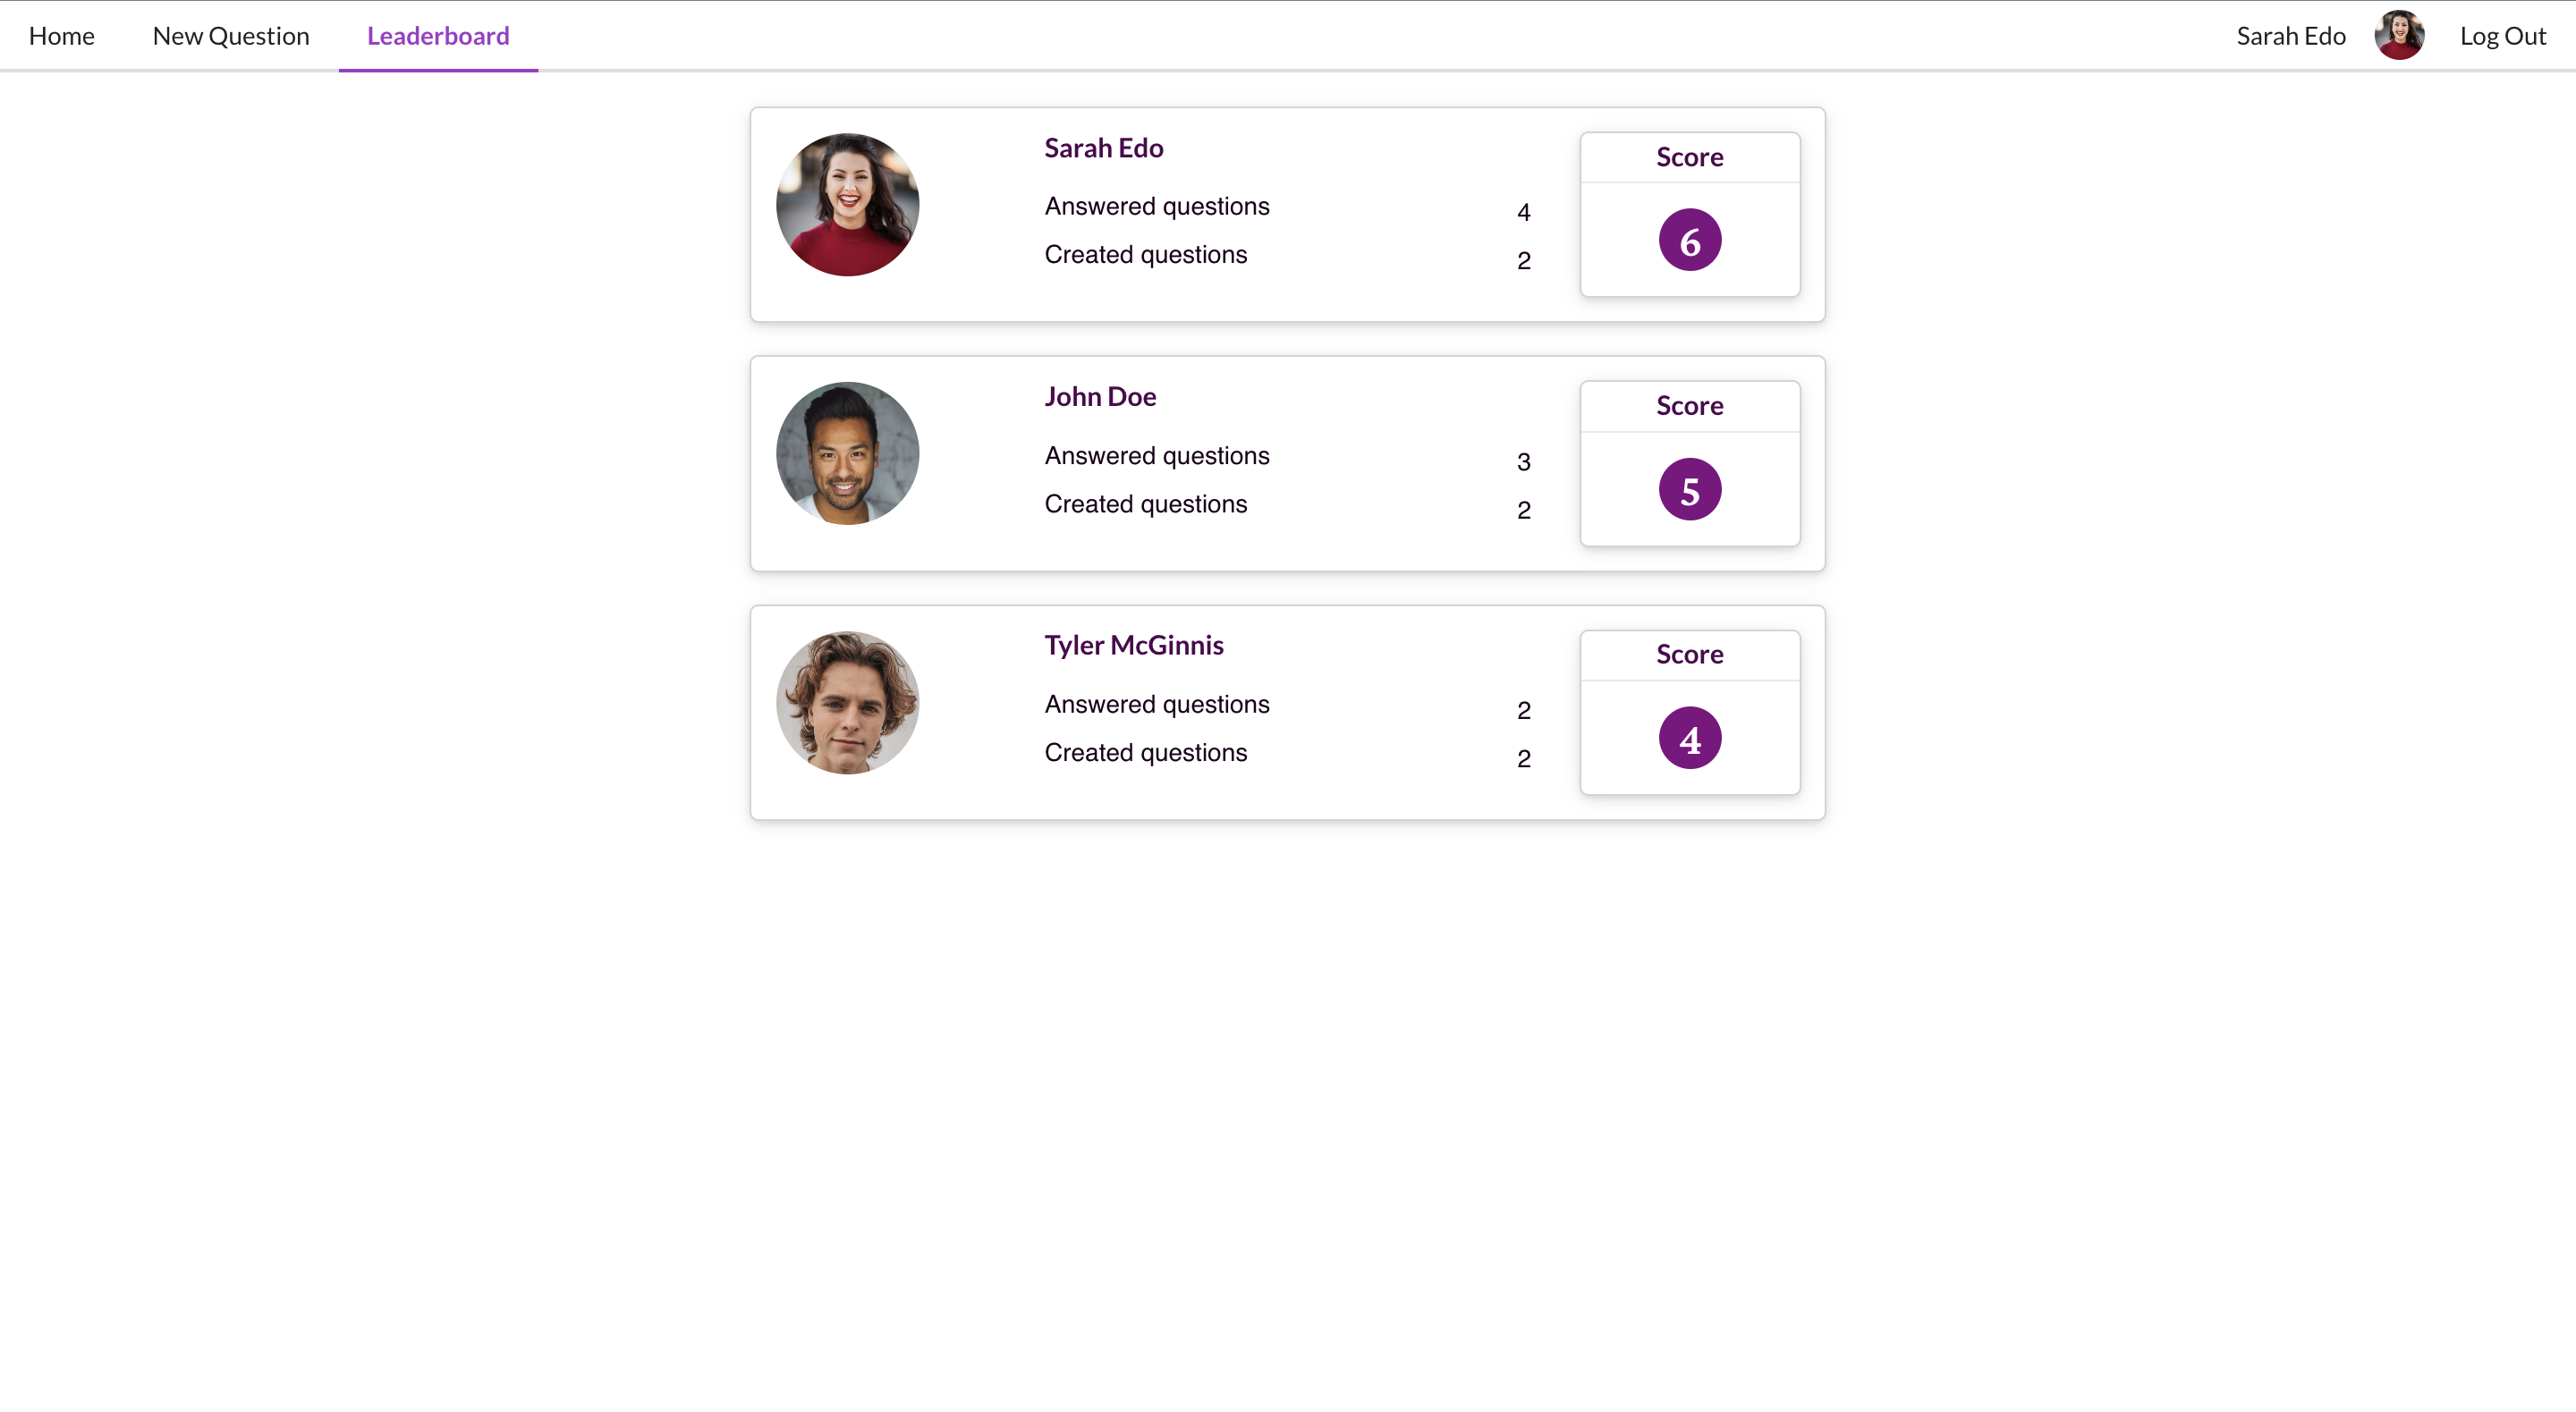 Home New Question Leaderboard Sarah Edo Log Out
Sarah Edo
Answered questions 4
Created questions 2
Score
6
John Doe
Answered questions 3
Created questions 2
Score
5
Tyler McGinnis
Answered questions 2
Created questions 2
Score
4